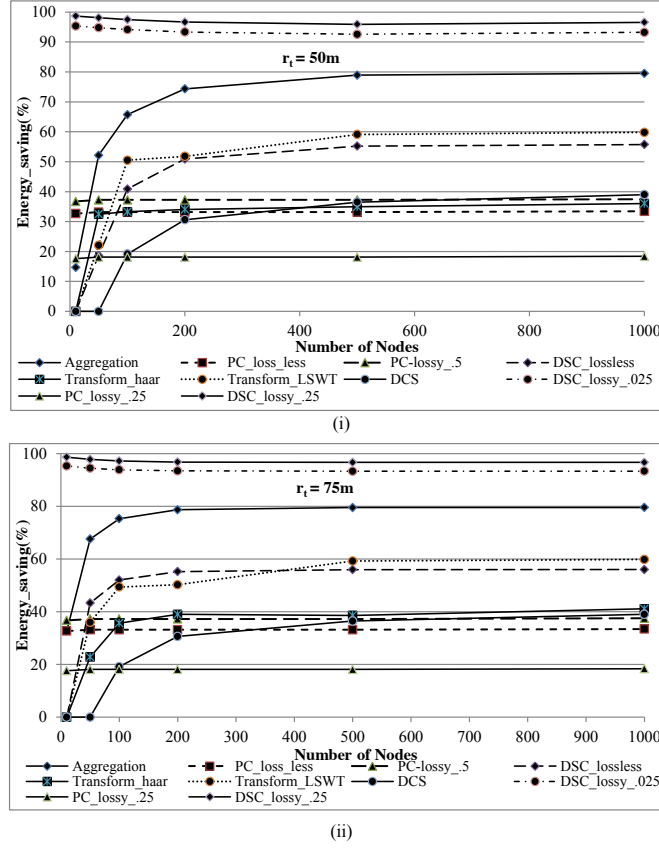 100
90
80
70
60
50
40
30
20
10
0
Energy_saving(%)
r_t = 50m
0 200 400 600 800 1000
Number of Nodes
Aggregation PC_loss_less PC-lossy_.5 DSC_lossless
Transform_haar Transform_LSWT DCS DSC_lossy_.025
PC_lossy_.25 DSC_lossy_.25
(i)
100
80
60
40
20
0
Energy_saving(%)
r_t = 75m
0 100 200 300 400 500 600 700 800 900 1000
Number of Nodes
Aggregation PC_loss_less PC-lossy_.5 DSC_lossless
Transform_haar Transform_LSWT DCS DSC_lossy_.025
PC_lossy_.25 DSC_lossy_.25
(ii)